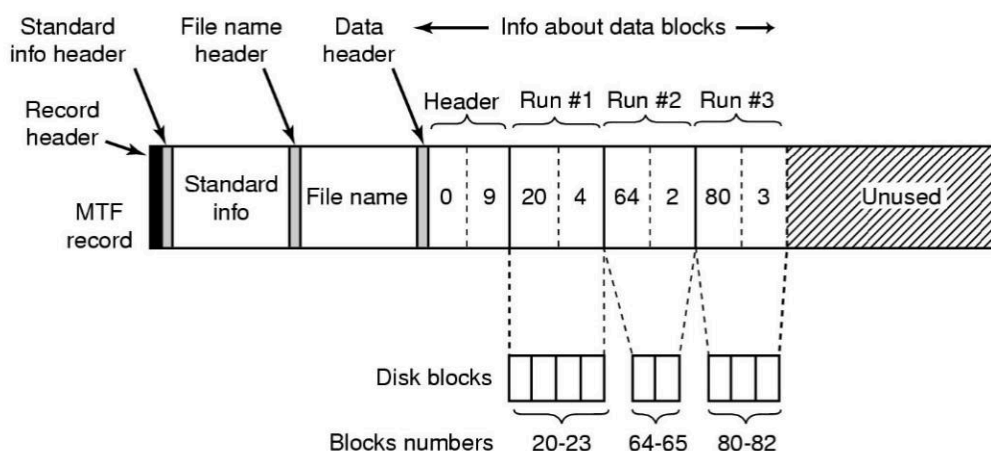 Standard
info header
File name
header
Data
header
Info about data blocks
Record
header
Header
Run #1
Run #2
Run #3
MTF
record
Standard
info
File name
0 9 20 4 64 2 80 3
Unused
Disk blocks
Blocks numbers
20-23
64-65
80-82